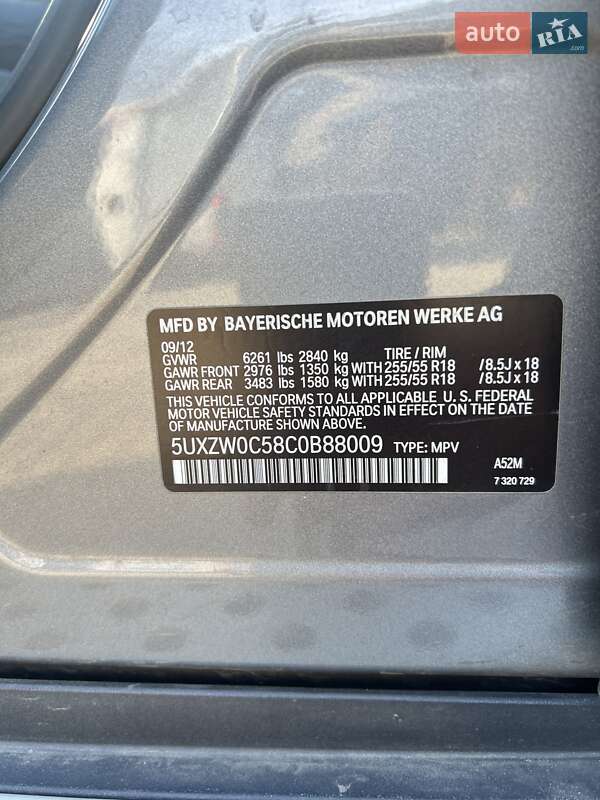 auto RIA .com
MFD BY BAYERISCHE MOTOREN WERKE AG
09/12
GVWR 6261 lbs 2840 kg TIRE / RIM
GAWR FRONT 2976 lbs 1350 kg WITH 255/55 R18 /8.5J x 18
GAWR REAR 3483 lbs 1580 kg WITH 255/55 R18 /8.5J x 18
THIS VEHICLE CONFORMS TO ALL APPLICABLE U. S. FEDERAL
MOTOR VEHICLE SAFETY STANDARDS IN EFFECT ON THE DATE
OF MANUFACTURE SHOWN ABOVE.
5UXZW0C58C0B88009 TYPE: MPV
A52M
7 320 729